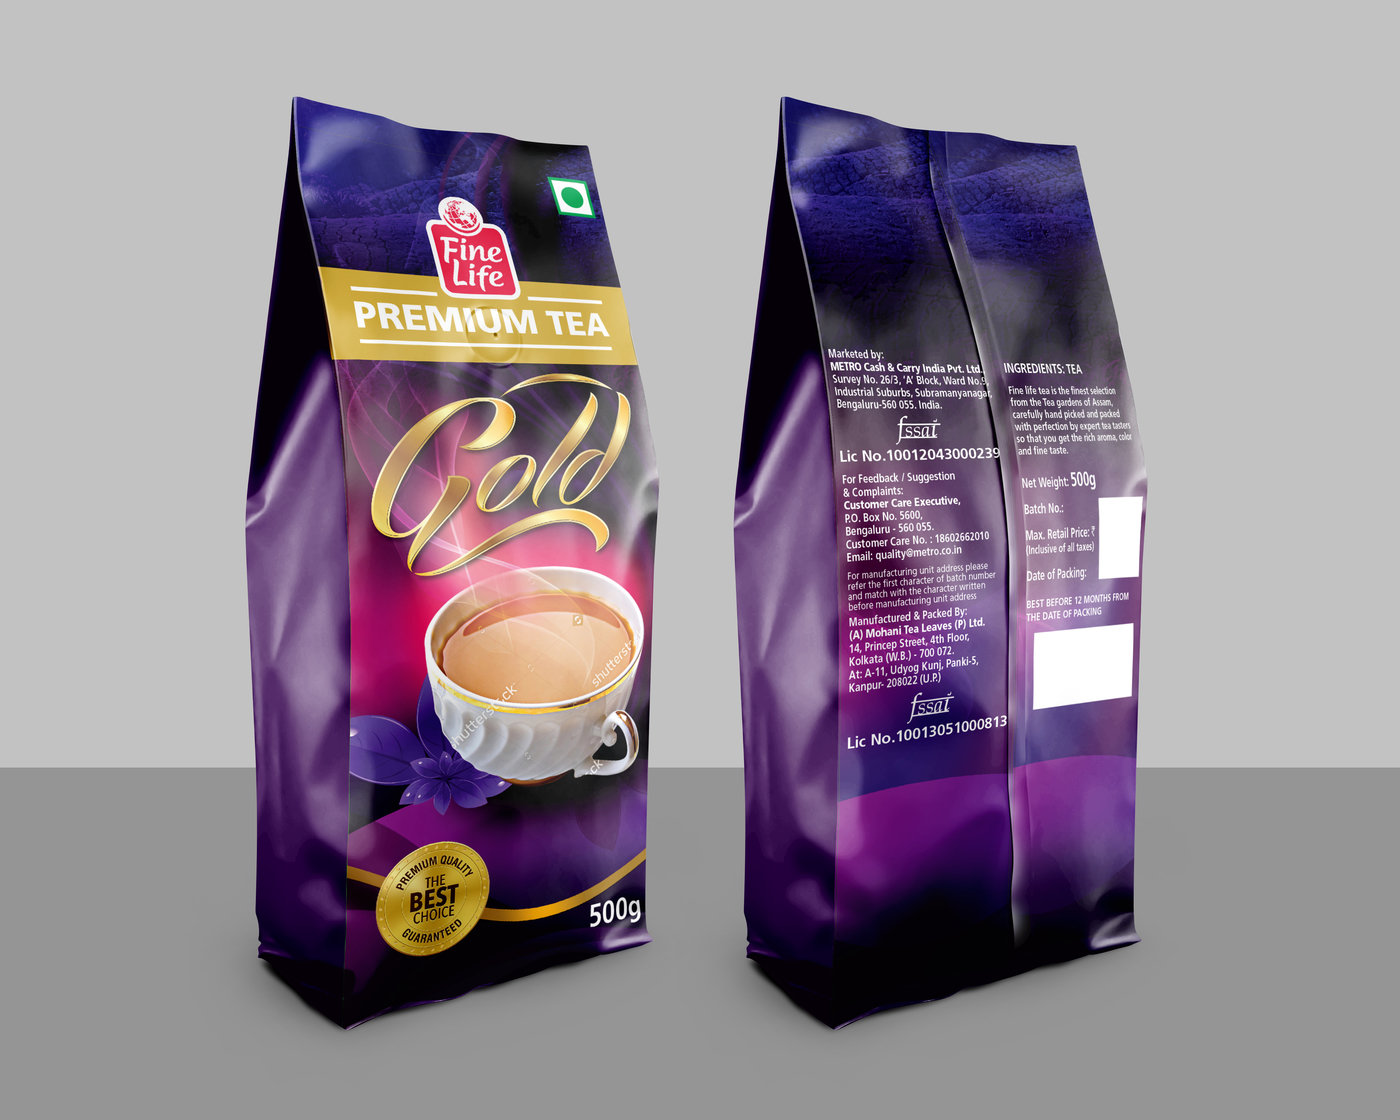 Fine
Life
PREMIUM TEA
Gold
shutterstock
shutterst
ck
PREMIUM QUALITY
THE
BEST
CHOICE
GUARANTEED
500g
Marketed by:
METRO Cash & Carry India Pvt. Ltd.
Survey No. 26/3, 'A' Block, Ward No.9,
Industrial Suburbs, Subramanyanagar,
Bengaluru-560 055. India.
fssai
Lic No.10012043000239
For Feedback / Suggestion
& Complaints:
Customer Care Executive,
P.O. Box No. 5600,
Bengaluru - 560 055.
Customer Care No. : 18602662010
Email: quality@metro.co.in
For manufacturing unit address please
refer the first character of batch number
and match with the character written
before manufacturing unit address
Manufactured & Packed By:
(A) Mohani Tea Leaves (P) Ltd.
14, Princep Street, 4th Floor,
Kolkata (W.B.) - 700 072.
At: A-11, Udyog Kunj, Panki-5,
Kanpur- 208022 (U.P.)
fssai
Lic No.10013051000813
INGREDIENTS: TEA
Fine life tea is the finest selection
from the Tea gardens of Assam,
carefully hand picked and packed
with perfection by expert tea tasters
so that you get the rich aroma, color
and fine taste.
Net Weight: 500g
Batch No.:
Max. Retail Price: ₹
(Inclusive of all taxes)
Date of Packing:
BEST BEFORE 12 MONTHS FROM
THE DATE OF PACKING